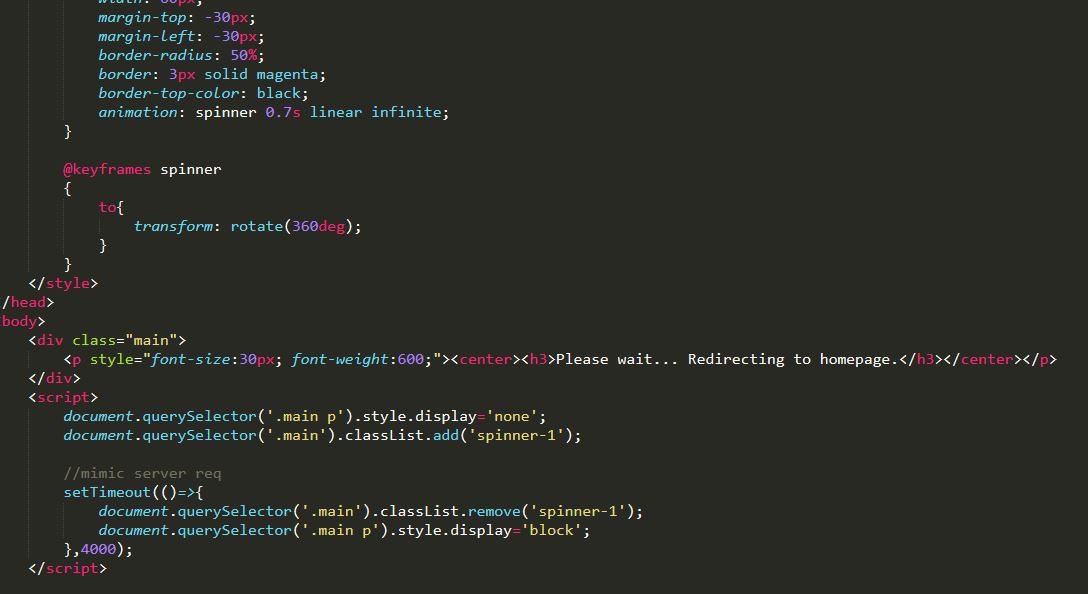 width: 60px;
margin-top: -30px;
margin-left: -30px;
border-radius: 50%;
border: 3px solid magenta;
border-top-color: black;
animation: spinner 0.7s linear infinite;
}
@keyframes spinner
{
to{
transform: rotate(360deg);
}
}
</style>
/head>
body>
<div class="main">
<p style="font-size:30px; font-weight:600;"><center><h3>Please wait... Redirecting to homepage.</h3></center></p>
</div>
<script>
document.querySelector('.main p').style.display='none';
document.querySelector('.main').classList.add('spinner-1');
//mimic server req
setTimeout(()=>{
document.querySelector('.main').classList.remove('spinner-1');
document.querySelector('.main p').style.display='block';
},4000);
</script>